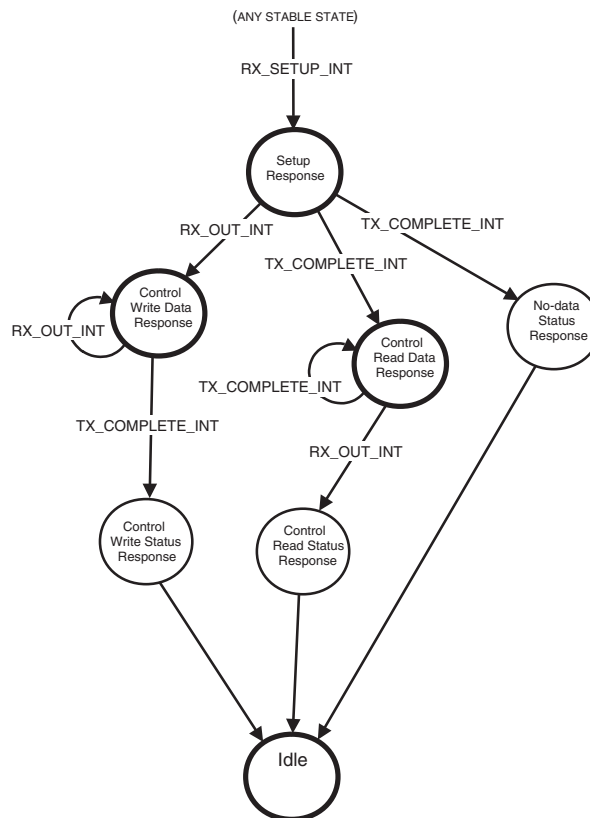 (ANY STABLE STATE)
RX_SETUP_INT
Setup
Response
RX_OUT_INT
TX_COMPLETE_INT
TX_COMPLETE_INT
Control
Write Data
Response
RX_OUT_INT
No-data
Status
Response
Control
Read Data
Response
TX_COMPLETE_INT
TX_COMPLETE_INT
RX_OUT_INT
Control
Write Status
Response
Control
Read Status
Response
Idle